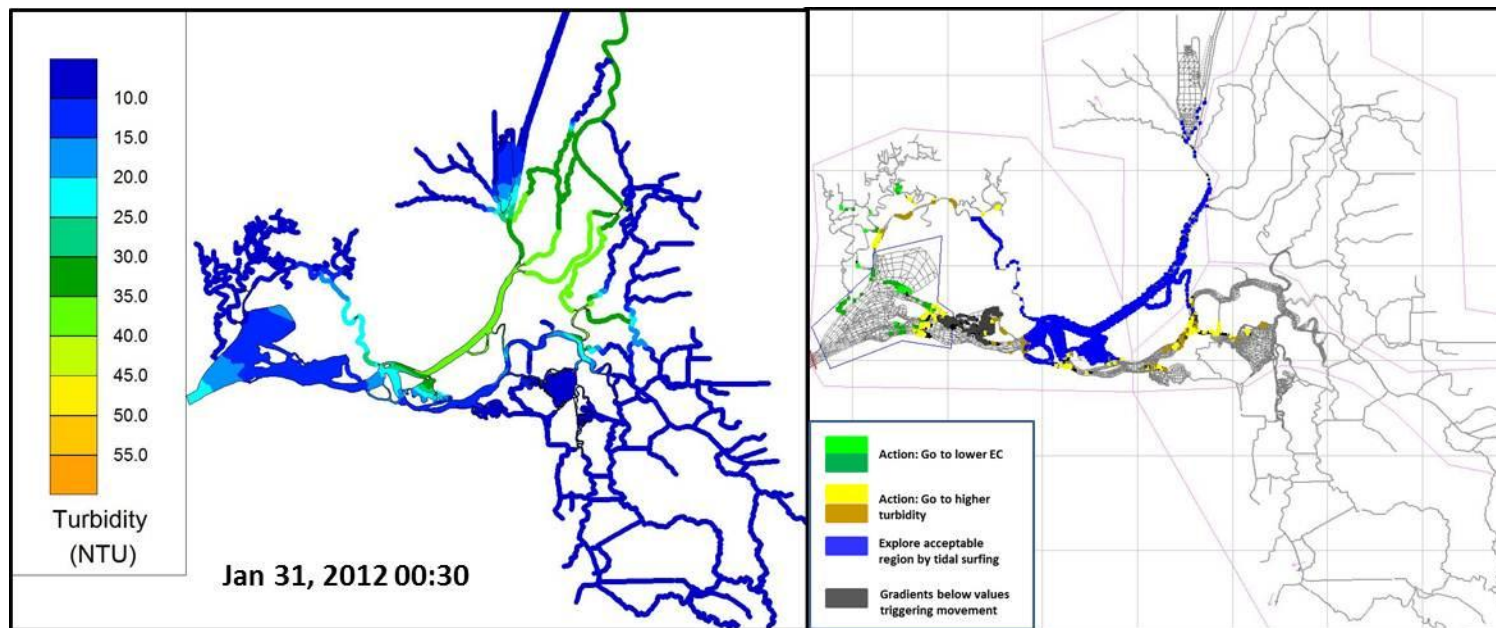 10.0
15.0
20.0
25.0
30.0
35.0
40.0
45.0
50.0
55.0
Turbidity
(NTU)
Jan 31, 2012 00:30
Action: Go to lower EC
Action: Go to higher
turbidity
Explore acceptable
region by tidal surfing
Gradients below values
triggering movement